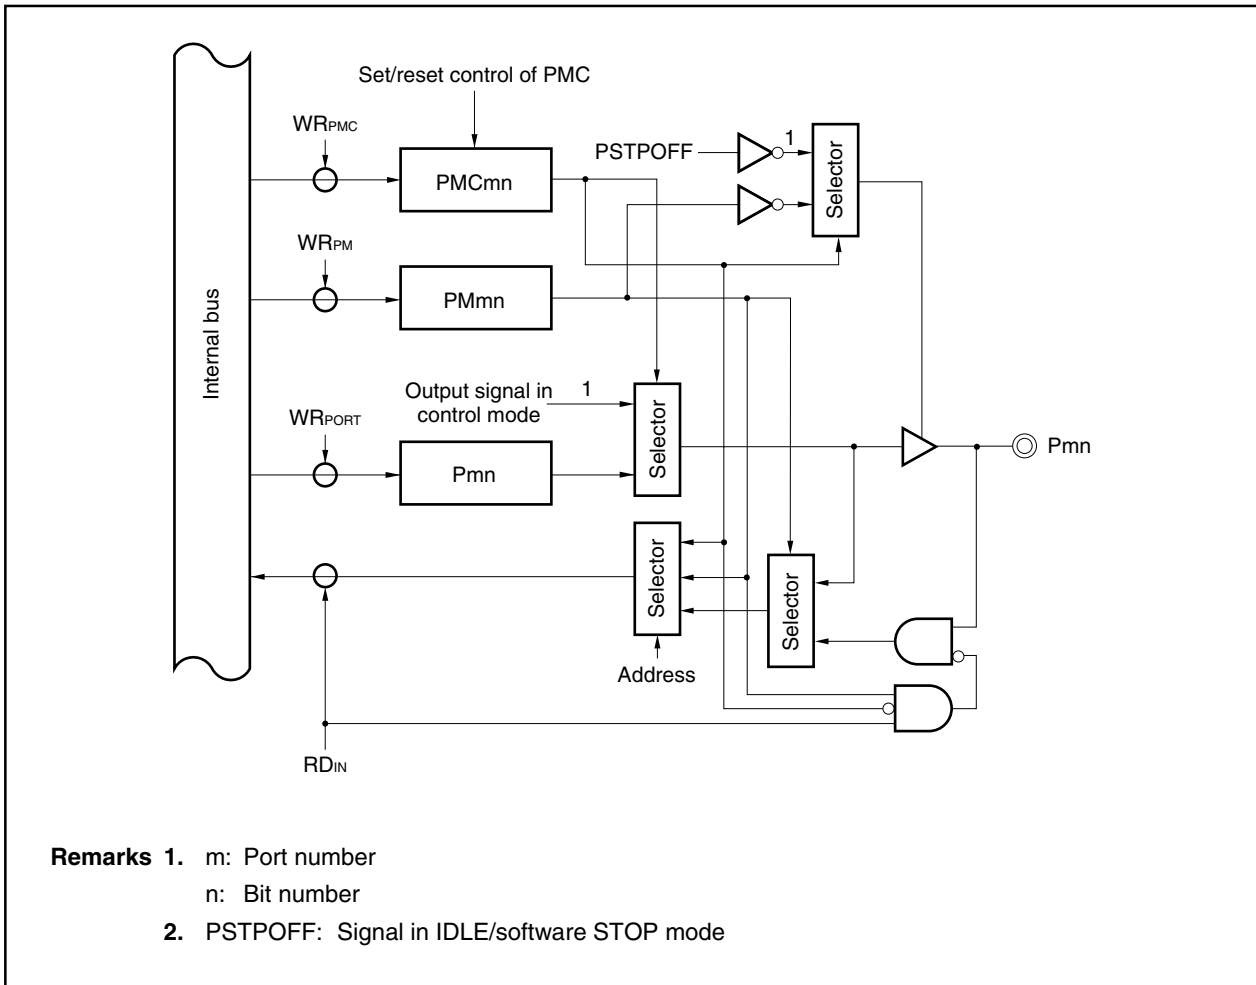 Set/reset control of PMC
WRPMC
PMCmn
PSTPOFF
1
Selector
WRPM
PMmn
Internal bus
Output signal in
control mode
1
Selector
WRPORT
Pmn
Pmn
Selector
Selector
Address
RDIN
Remarks 1. m: Port number
n: Bit number
2. PSTPOFF: Signal in IDLE/software STOP mode